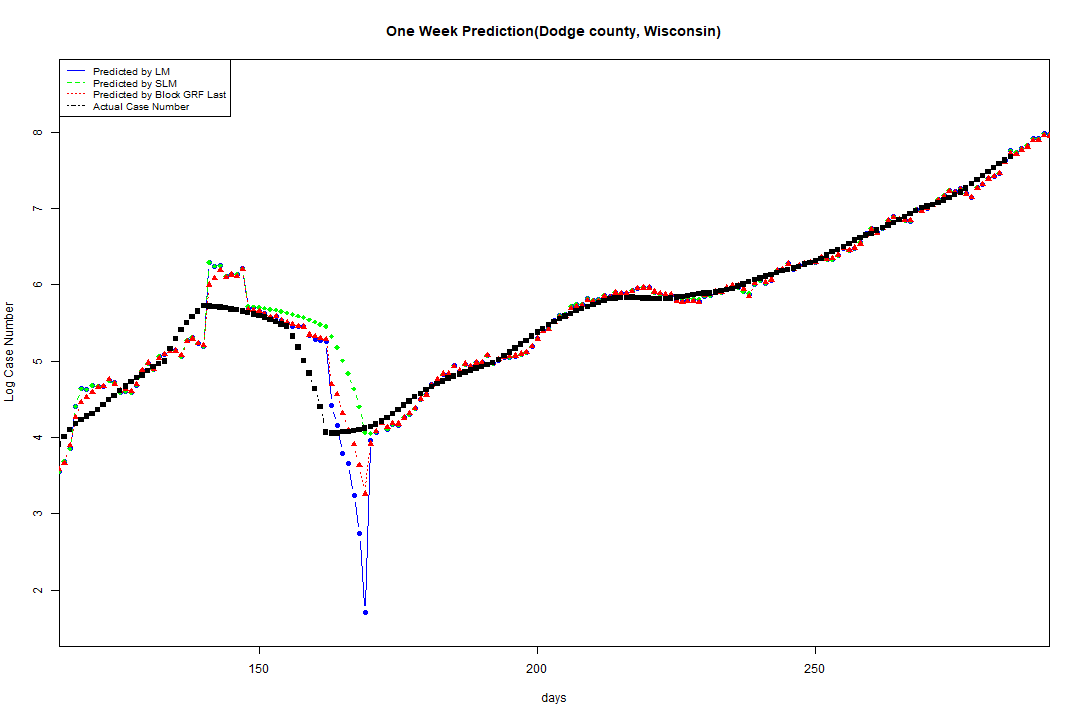 One Week Prediction(Dodge county, Wisconsin)
Predicted by LM
Predicted by SLM
Predicted by Block GRF Last
Actual Case Number
8
7
6
5
4
3
2
Log Case Number
150 200 250
days